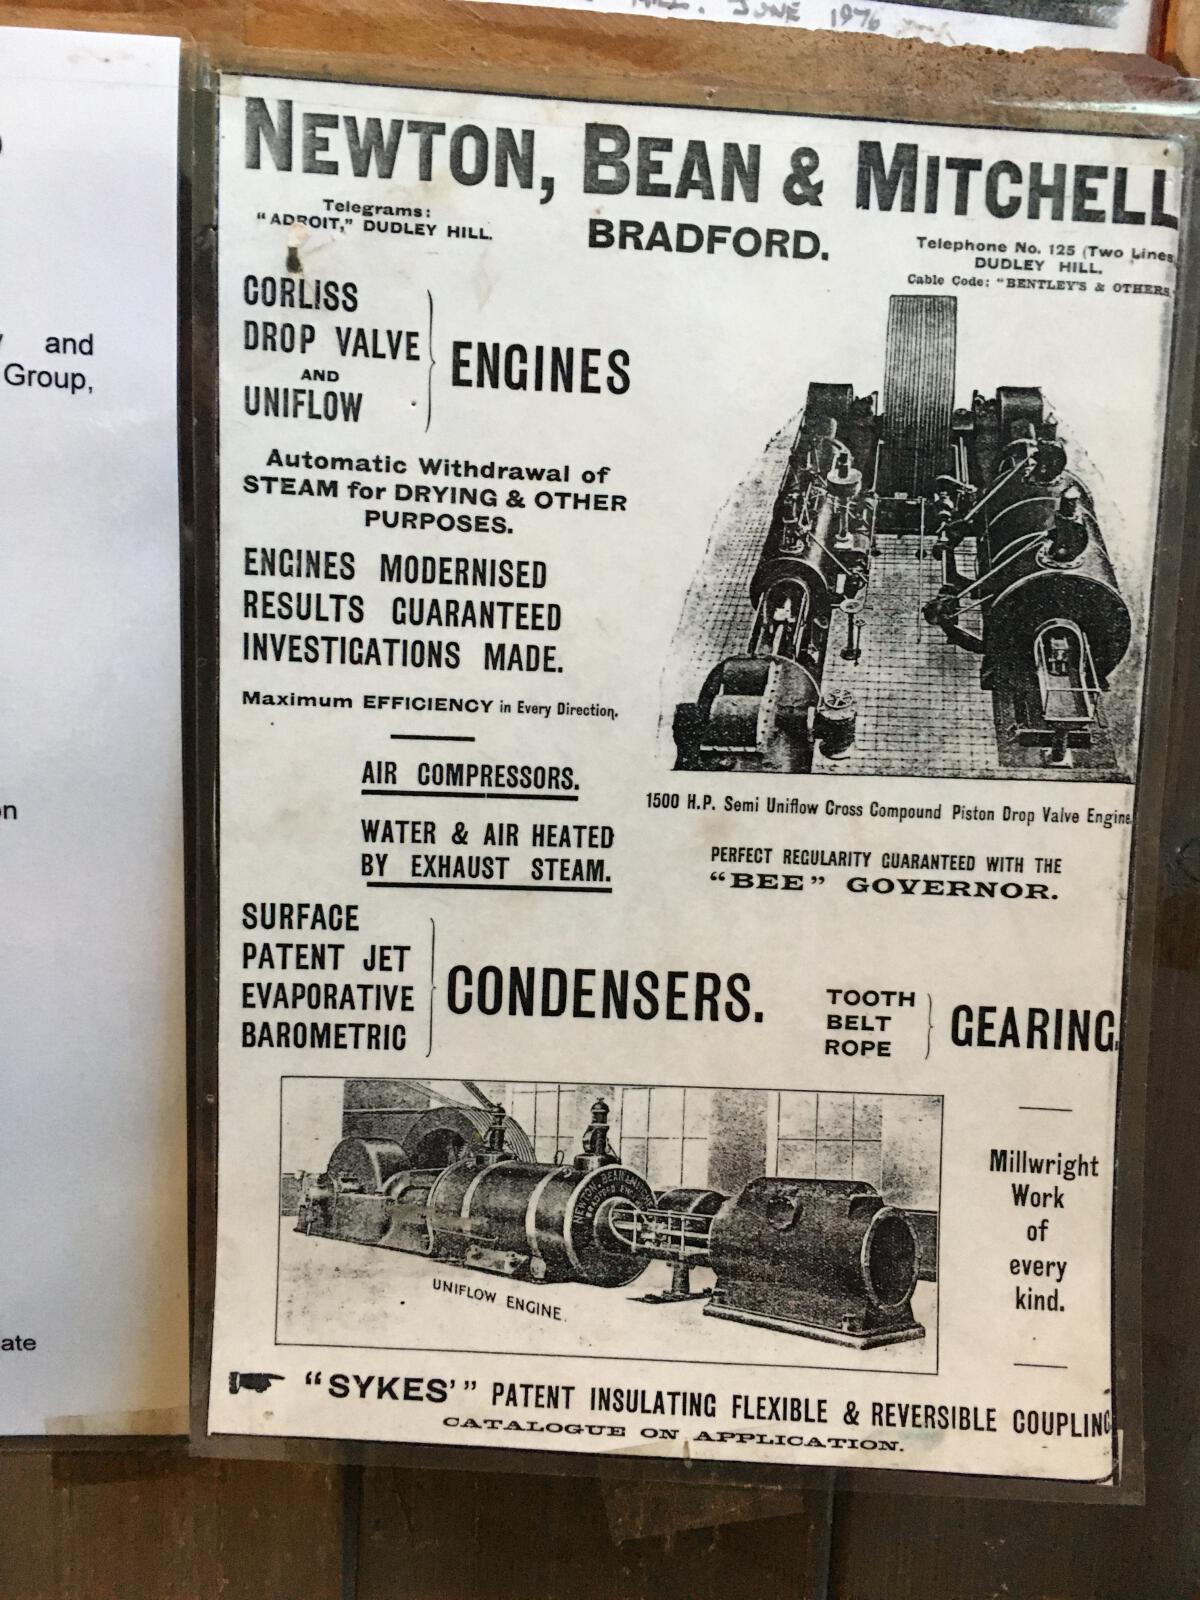 JUNE 1976
and
Group,
ate
NEWTON, BEAN & MITCHELL
Telegrams:
"ADROIT," DUDLEY HILL.
BRADFORD.
Telephone No. 125 (Two Lines
DUDLEY HILL.
Cable Code: "BENTLEY'S & OTHERS
CORLISS
DROP VALVE
AND
UNIFLOW
ENGINES
Automatic Withdrawal of
STEAM for DRYING & OTHER
PURPOSES.
ENGINES MODERNISED
RESULTS GUARANTEED
INVESTIGATIONS MADE.
Maximum EFFICIENCY in Every Direction.
AIR COMPRESSORS.
WATER & AIR HEATED
BY EXHAUST STEAM.
1500 H.P. Semi Uniflow Cross Compound Piston Drop Valve Engine
PERFECT REGULARITY GUARANTEED WITH THE
"BEE" GOVERNOR.
SURFACE
PATENT JET
EVAPORATIVE
BAROMETRIC
CONDENSERS.
TOOTH
BELT
ROPE
GEARING.
NEWTON·BEAN&MITC
BRADFORD ENG
UNIFLOW ENGINE.
Millwright
Work
of
every
kind.
"SYKES'" PATENT INSULATING FLEXIBLE & REVERSIBLE COUPLING
CATALOGUE ON APPLICATION.